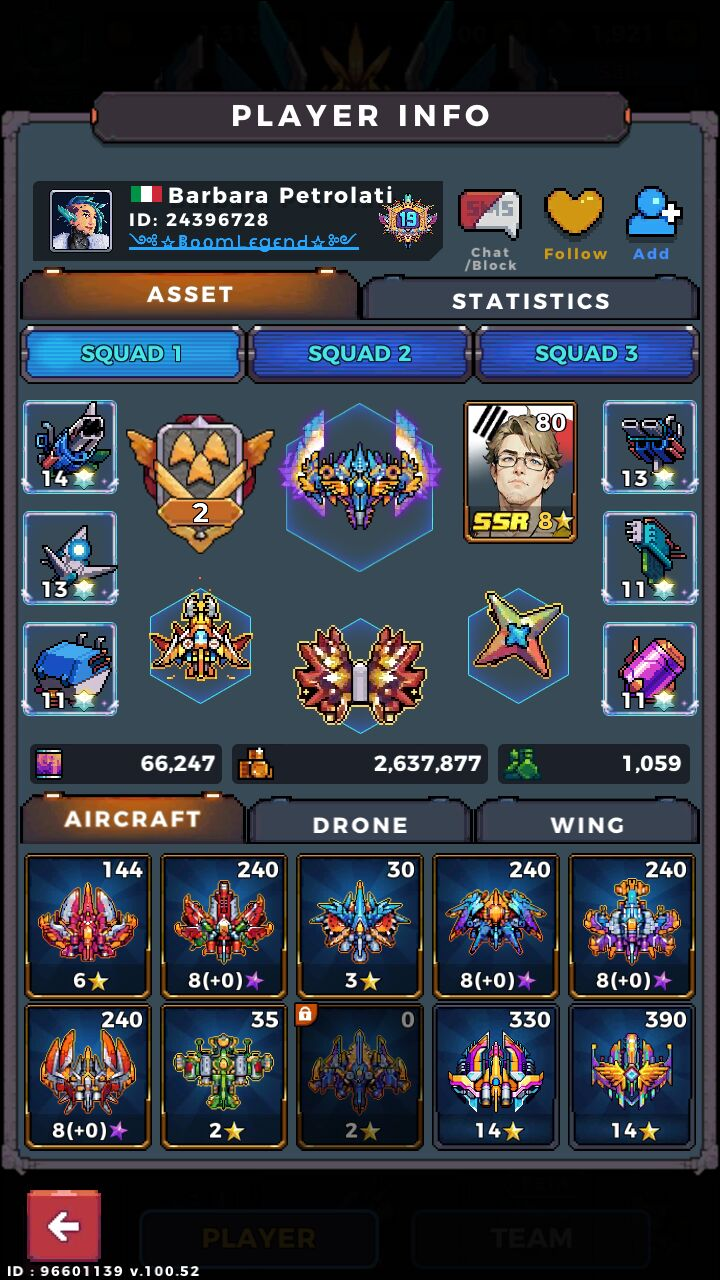 PLAYER INFO
Barbara Petrolati
19
ID: 24396728
☆BoomLεgεnd☆
SMS
Chat
/Block
Follow
Add
ASSET
STATISTICS
SQUAD 1
SQUAD 2
SQUAD 3
14
2
80
SSR 8
13
13
11
11
11
66,247
2,637,877
1,059
AIRCRAFT
DRONE
WING
144
240
30
240
240
6
8(+0)
3
8(+0)
8(+0)
240
35
0
330
390
8(+0)
2
2
14
14
PLAYER
TEAM
ID : 96601139 v.100.52